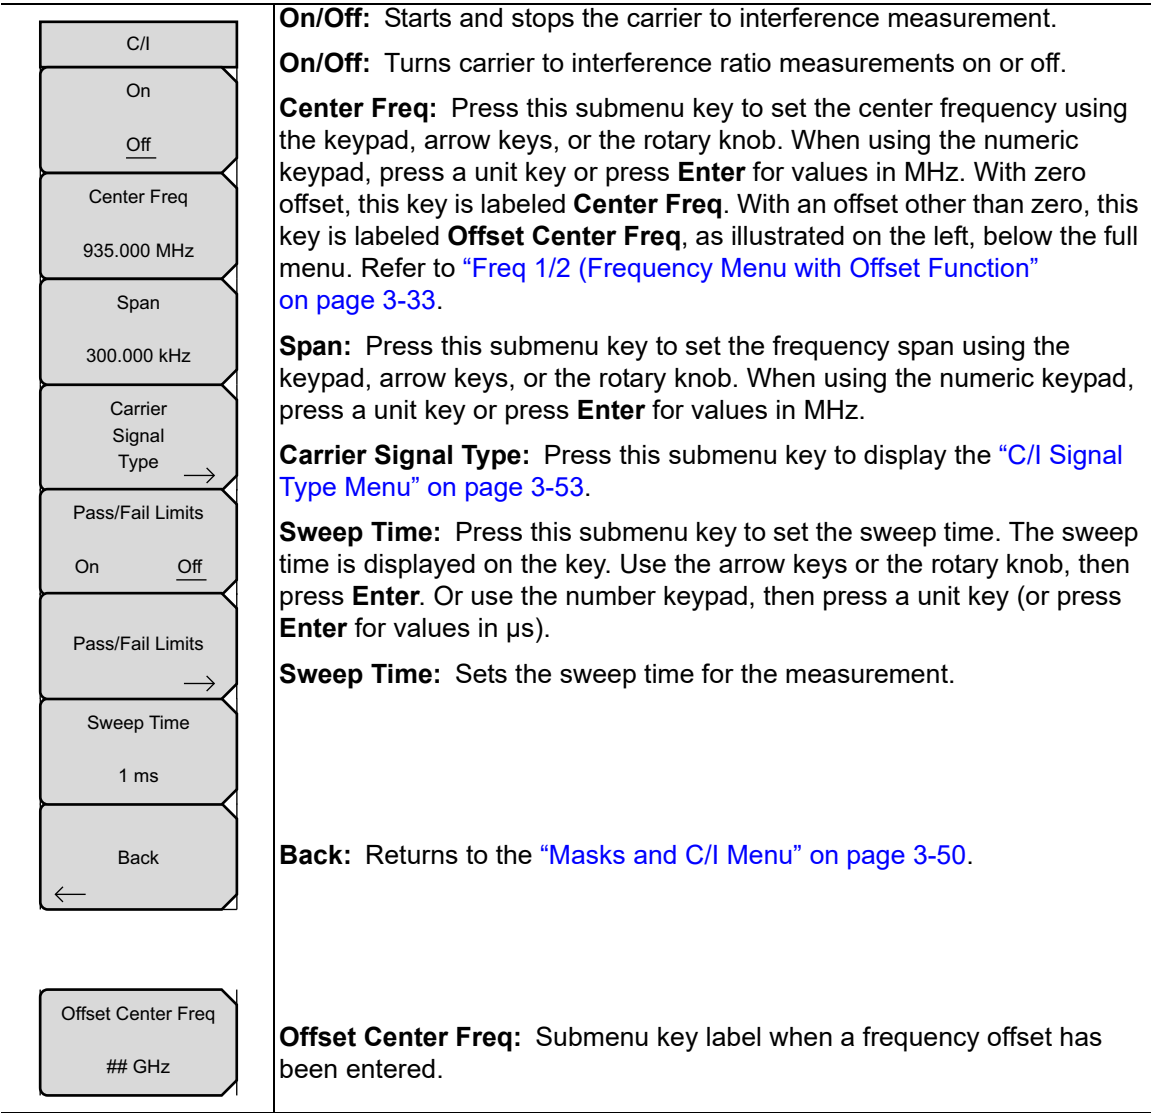 C/I
On
Off
Center Freq
935.000 MHz
Span
300.000 kHz
Carrier
Signal
Type
Pass/Fail Limits
On Off
Pass/Fail Limits
Sweep Time
1 ms
Back
Offset Center Freq
## GHz
On/Off: Starts and stops the carrier to interference measurement.
On/Off: Turns carrier to interference ratio measurements on or off.
Center Freq: Press this submenu key to set the center frequency using
the keypad, arrow keys, or the rotary knob. When using the numeric
keypad, press a unit key or press Enter for values in MHz. With zero
offset, this key is labeled Center Freq. With an offset other than zero, this
key is labeled Offset Center Freq, as illustrated on the left, below the full
menu. Refer to “Freq 1/2 (Frequency Menu with Offset Function”
on page 3-33.
Span: Press this submenu key to set the frequency span using the
keypad, arrow keys, or the rotary knob. When using the numeric keypad,
press a unit key or press Enter for values in MHz.
Carrier Signal Type: Press this submenu key to display the “C/I Signal
Type Menu” on page 3-53.
Sweep Time: Press this submenu key to set the sweep time. The sweep
time is displayed on the key. Use the arrow keys or the rotary knob, then
press Enter. Or use the number keypad, then press a unit key (or press
Enter for values in µs).
Sweep Time: Sets the sweep time for the measurement.
Back: Returns to the “Masks and C/I Menu” on page 3-50.
Offset Center Freq: Submenu key label when a frequency offset has
been entered.